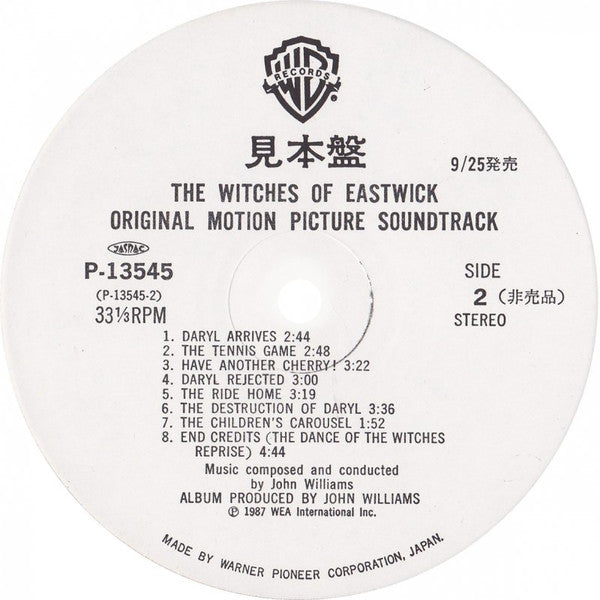 WB
RECORDS
®
見本盤
9/25発売
THE WITCHES OF EASTWICK
ORIGINAL MOTION PICTURE SOUNDTRACK
JASRAC
P-13545
SIDE
(P-13545-2)
2 (非売品)
33⅓RPM
STEREO
1. DARYL ARRIVES 2:44
2. THE TENNIS GAME 2:48
3. HAVE ANOTHER CHERRY! 3:22
4. DARYL REJECTED 3:00
5. THE RIDE HOME 3:19
6. THE DESTRUCTION OF DARYL 3:36
7. THE CHILDREN'S CAROUSEL 1:52
8. END CREDITS (THE DANCE OF THE WITCHES
REPRISE) 4:44
Music composed and conducted
by John Williams
ALBUM PRODUCED BY JOHN WILLIAMS
℗ 1987 WEA International Inc.
MADE BY WARNER PIONEER CORPORATION, JAPAN.